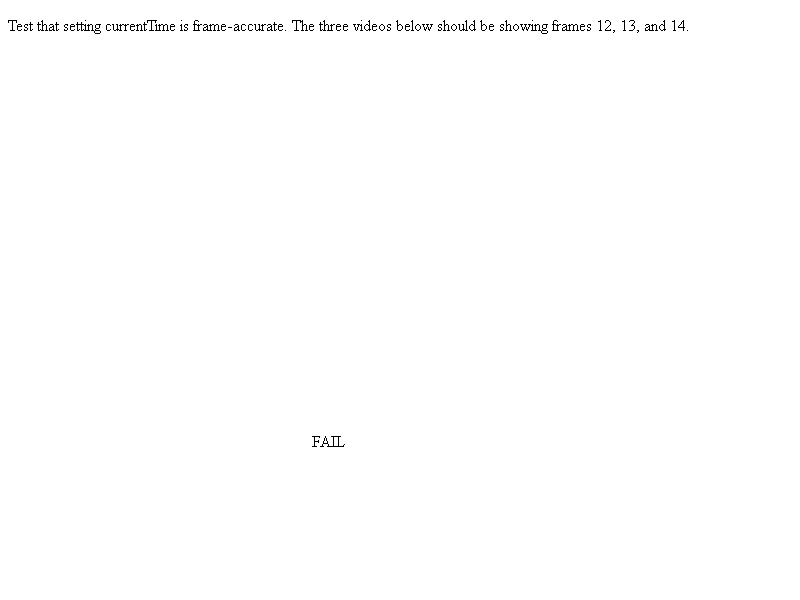 Test that setting currentTime is frame-accurate. The three videos below should be showing frames 12, 13, and 14.
FAIL